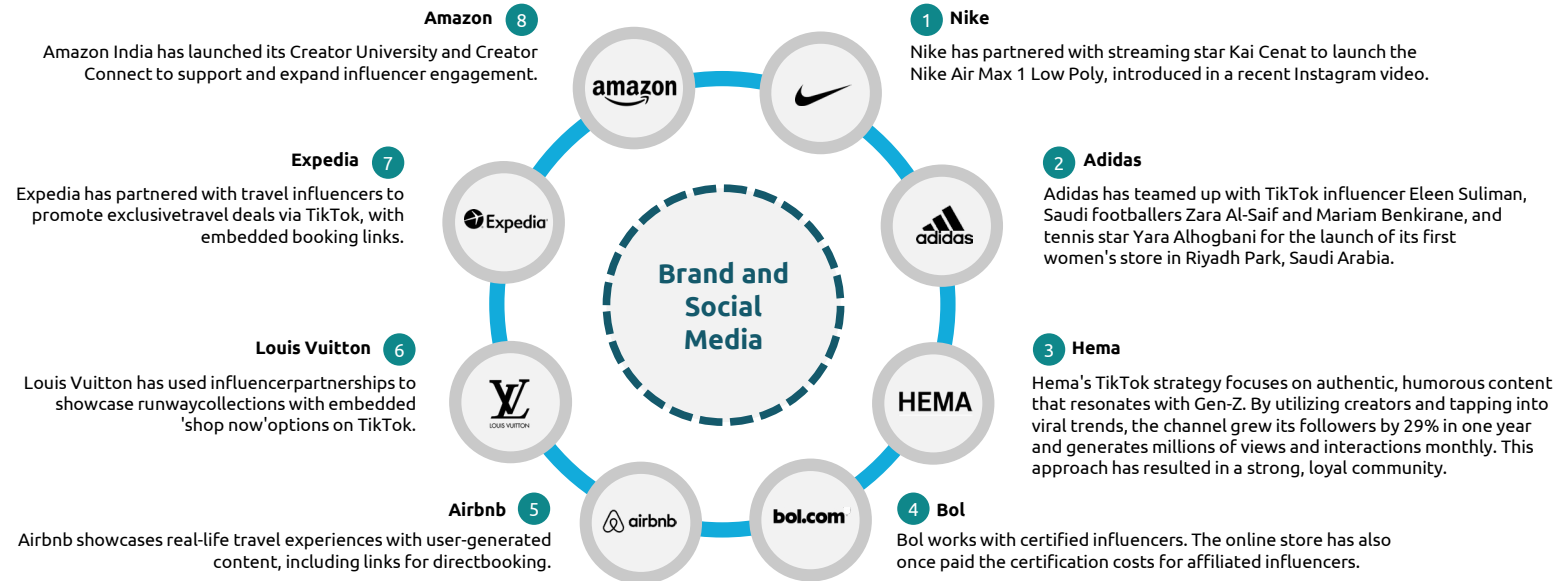 Amazon 8
Amazon India has launched its Creator University and Creator
Connect to support and expand influencer engagement.
amazon
1 Nike
Nike has partnered with streaming star Kai Cenat to launch the
Nike Air Max 1 Low Poly, introduced in a recent Instagram video.
Expedia 7
Expedia has partnered with travel influencers to
promote exclusivetravel deals via TikTok, with
embedded booking links.
Expedia
2 Adidas
Adidas has teamed up with TikTok influencer Eleen Suliman,
Saudi footballers Zara Al-Saif and Mariam Benkirane, and
tennis star Yara Alhogbani for the launch of its first
women's store in Riyadh Park, Saudi Arabia.
adidas
Brand and
Social
Media
Louis Vuitton 6
Louis Vuitton has used influencerpartnerships to
showcase runwaycollections with embedded
'shop now'options on TikTok.
LV
LOUIS VUITTON
3 Hema
Hema's TikTok strategy focuses on authentic, humorous content
that resonates with Gen-Z. By utilizing creators and tapping into
viral trends, the channel grew its followers by 29% in one year
and generates millions of views and interactions monthly. This
approach has resulted in a strong, loyal community.
HEMA
Airbnb 5
Airbnb showcases real-life travel experiences with user-generated
content, including links for directbooking.
airbnb
bol.com
4 Bol
Bol works with certified influencers. The online store has also
once paid the certification costs for affiliated influencers.